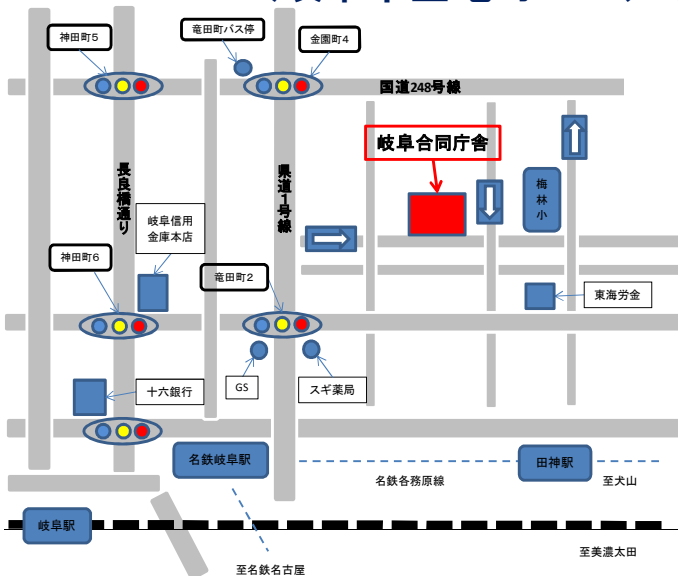 神田町5
竜田町バス停
金園町4
国道248号線
岐阜合同庁舎
長良橋通り
県道1号線
梅林小
岐阜信用
金庫本店
神田町6
竜田町2
東海労金
GS
スギ薬局
十六銀行
名鉄岐阜駅
田神駅
名鉄各務原線
至犬山
岐阜駅
至美濃太田
至名鉄名古屋